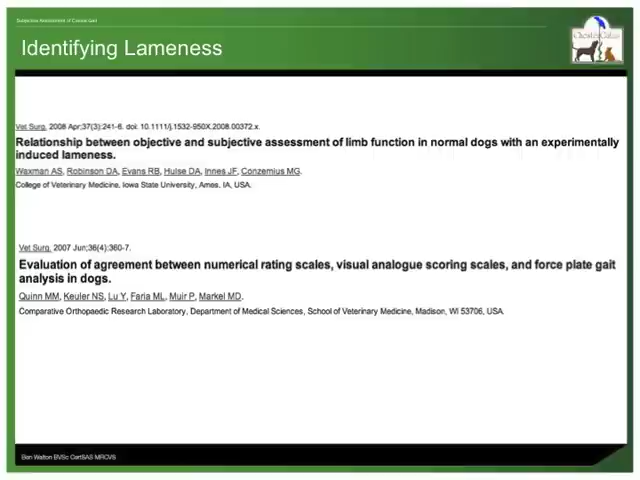 Subjective Assessment of Canine Gait
Identifying Lameness
ChesterGates
Vet Surg. 2008 Apr;37(3):241-6. doi: 10.1111/j.1532-950X.2008.00372.x.
Relationship between objective and subjective assessment of limb function in normal dogs with an experimentally
induced lameness.
Waxman AS, Robinson DA, Evans RB, Hulse DA, Innes JF, Conzemius MG.
College of Veterinary Medicine, Iowa State University, Ames, IA, USA.
Vet Surg. 2007 Jun;36(4):360-7.
Evaluation of agreement between numerical rating scales, visual analogue scoring scales, and force plate gait
analysis in dogs.
Quinn MM, Keuler NS, Lu Y, Faria ML, Muir P, Markel MD.
Comparative Orthopaedic Research Laboratory, Department of Medical Sciences, School of Veterinary Medicine, Madison, WI 53706, USA.
Ben Walton BVSc CertSAS MRCVS